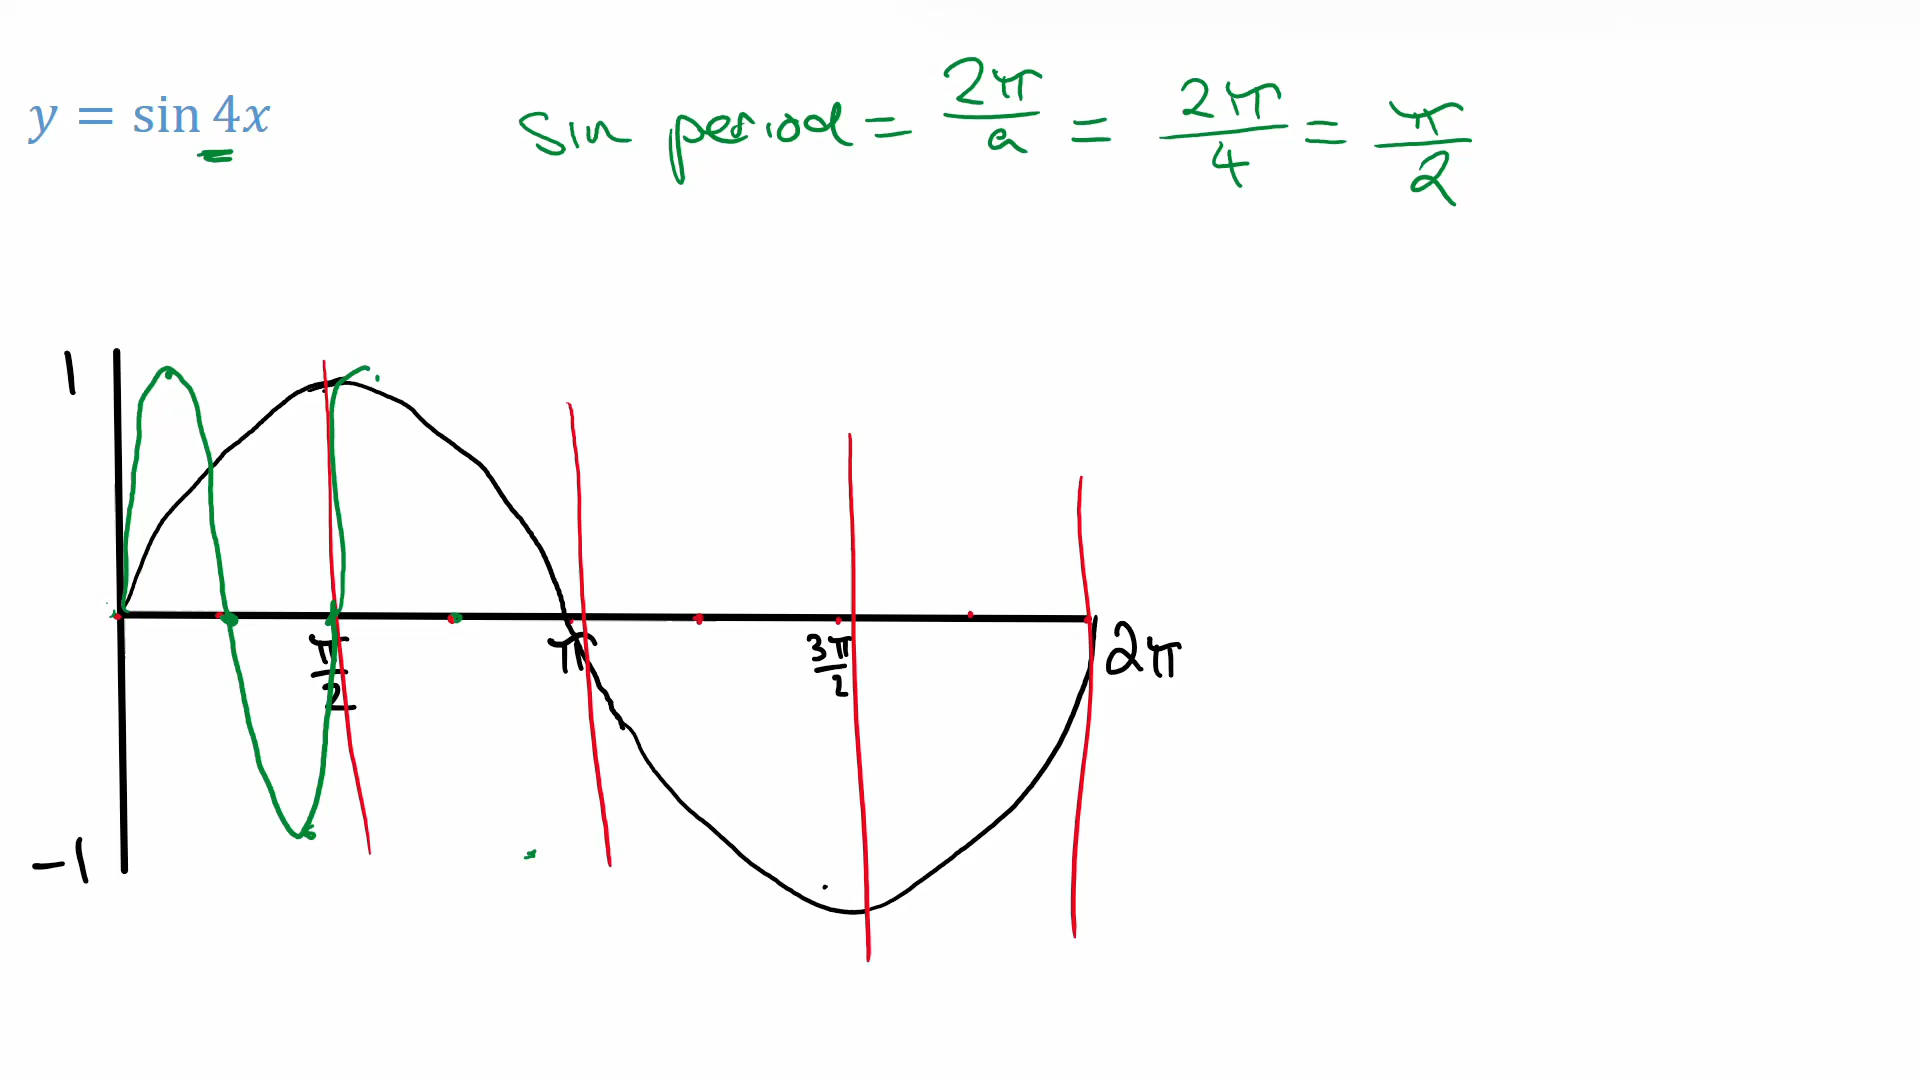 y = sin 4x
sin period = 2π/a = 2π/4 = π/2
1
π/2 π 3π/2 2π
-1